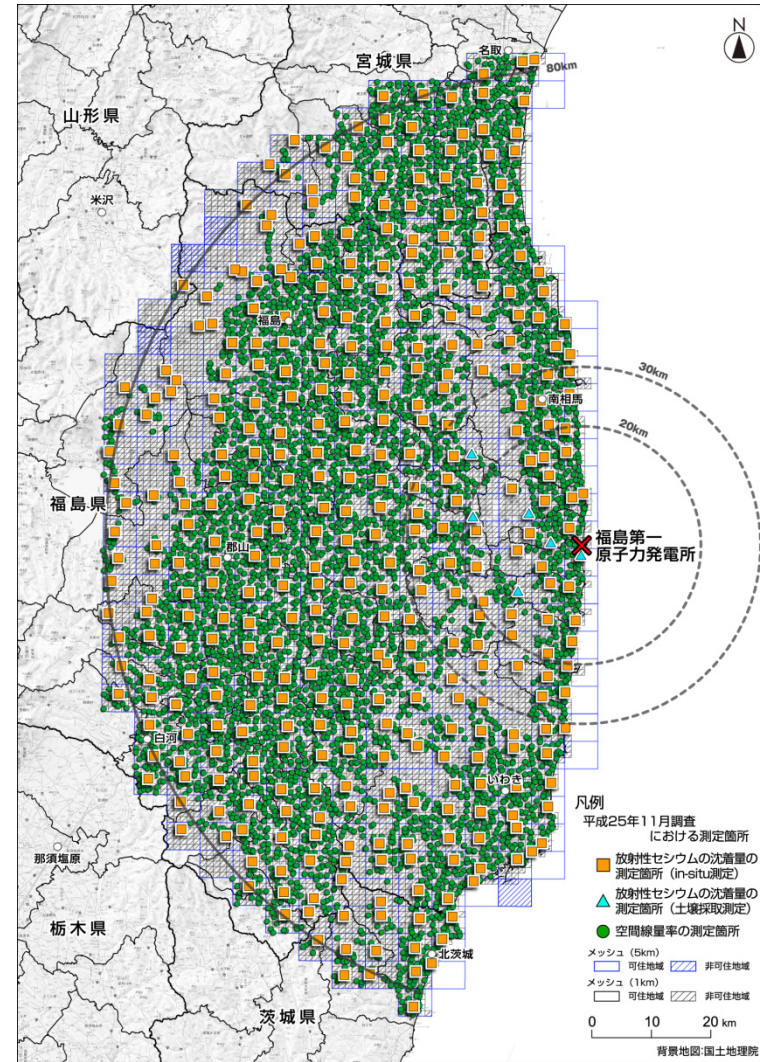 N
名取
宮城県
80km
山形県
米沢
福島
30km
南相馬
20km
福島県
福島第一
原子力発電所
郡山
白河
いわき
凡例
平成25年11月調査
における測定箇所
放射性セシウムの沈着量の
測定箇所（in-situ測定）
放射性セシウムの沈着量の
測定箇所（土壌採取測定）
空間線量率の測定箇所
メッシュ（5km）
可住地域 非可住地域
メッシュ（1km）
可住地域 非可住地域
0 10 20 km
背景地図:国土地理院
那須塩原
栃木県
北茨城
茨城県